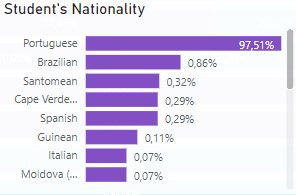 Student's Nationality
Portuguese 97,51%
Brazilian 0,86%
Santomean 0,32%
Cape Verde... 0,29%
Spanish 0,29%
Guinean 0,11%
Italian 0,07%
Moldova (... 0,07%